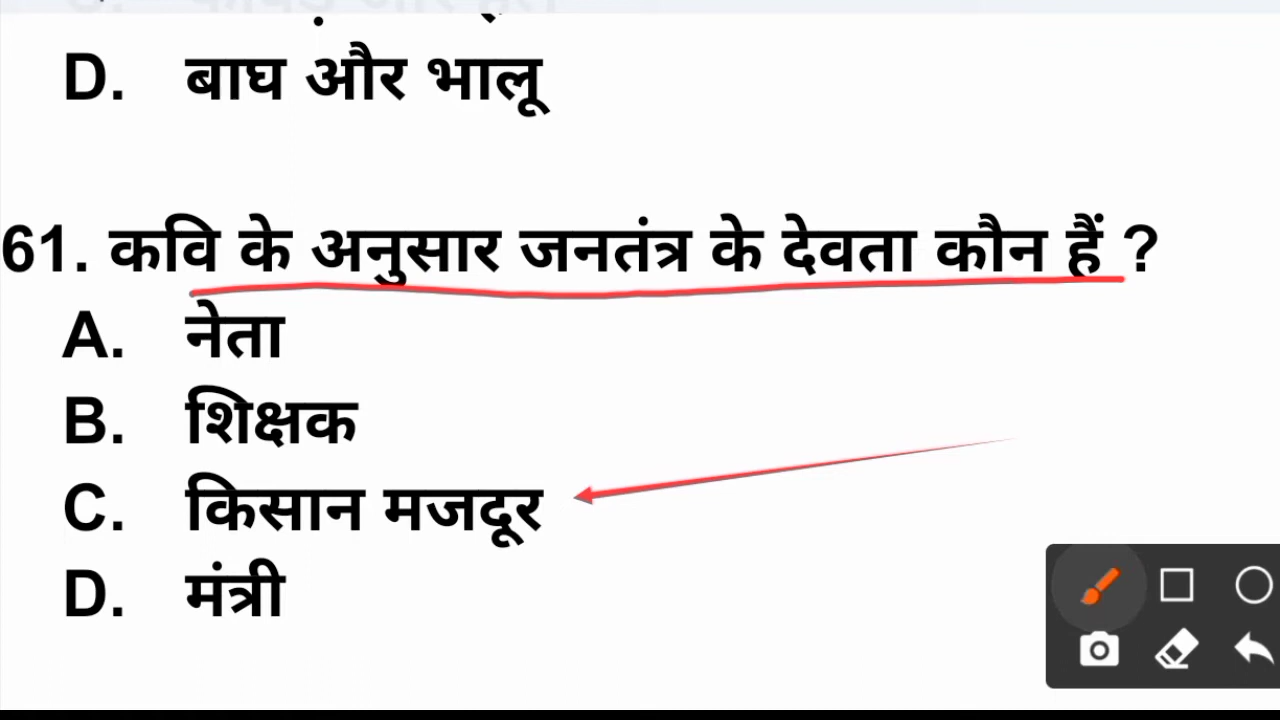 D. बाघ और भालू
61. कवि के अनुसार जनतंत्र के देवता कौन हैं ?
A. नेता
B. शिक्षक
C. किसान मजदूर
D. मंत्री